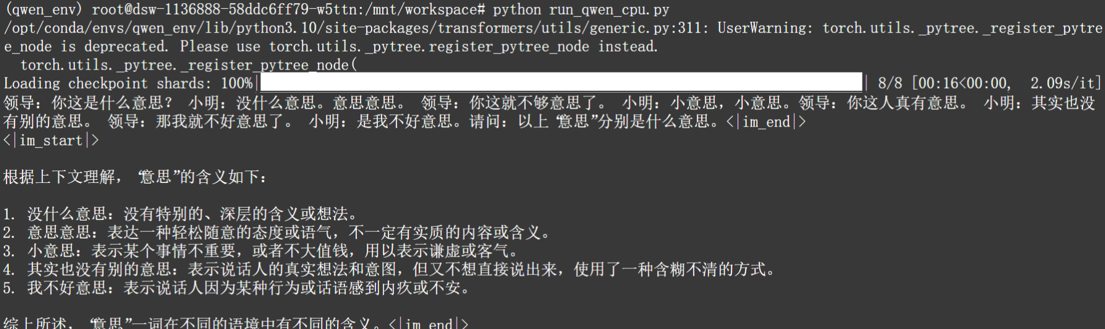 (qwen_env) root@dsw-1136888-58ddc6ff79-w5ttn:/mnt/workspace# python run_qwen_cpu.py
/opt/conda/envs/qwen_env/lib/python3.10/site-packages/transformers/utils/generic.py:311: UserWarning: torch.utils._pytree._register_pytre
e_node is deprecated. Please use torch.utils._pytree.register_pytree_node instead.
  torch.utils._pytree._register_pytree_node(
Loading checkpoint shards: 100%| | 8/8 [00:16<00:00,  2.09s/it]
领导：你这是什么意思？ 小明：没什么意思。意思意思。 领导：你这就不够意思了。 小明：小意思，小意思。领导：你这人真有意思。 小明：其实也没
有别的意思。 领导：那我就不好意思了。 小明：是我不好意思。请问：以上“意思”分别是什么意思。<|im_end|>
<|im_start|>
根据上下文理解，“意思”的含义如下：
1. 没什么意思：没有特别的、深层的含义或想法。
2. 意思意思：表达一种轻松随意的态度或语气，不一定有实质的内容或含义。
3. 小意思：表示某个事情不重要，或者不大值钱，用以表示谦虚或客气。
4. 其实也没有别的意思：表示说话人的真实想法和意图，但又不想直接说出来，使用了一种含糊不清的方式。
5. 我不好意思：表示说话人因为某种行为或话语感到内疚或不安。
综上所述，“意思”一词在不同的语境中有不同的含义。<|im_end|>